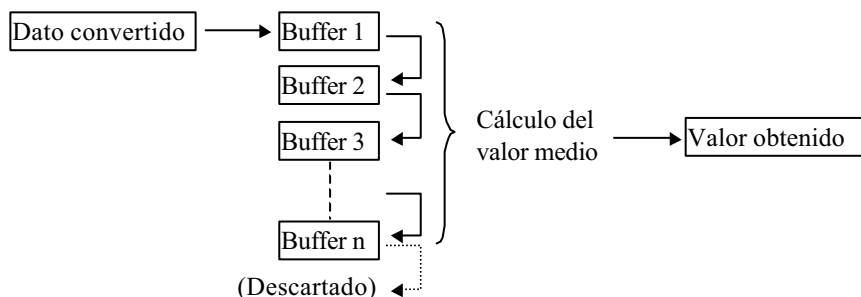 Dato convertido
Buffer 1
Buffer 2
Buffer 3
Buffer n
(Descartado)
Cálculo del
valor medio
Valor obtenido